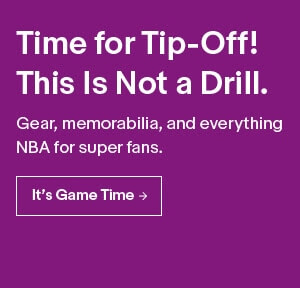 Time for Tip-Off!
This Is Not a Drill.
Gear, memorabilia, and everything
NBA for super fans.
It's Game Time →